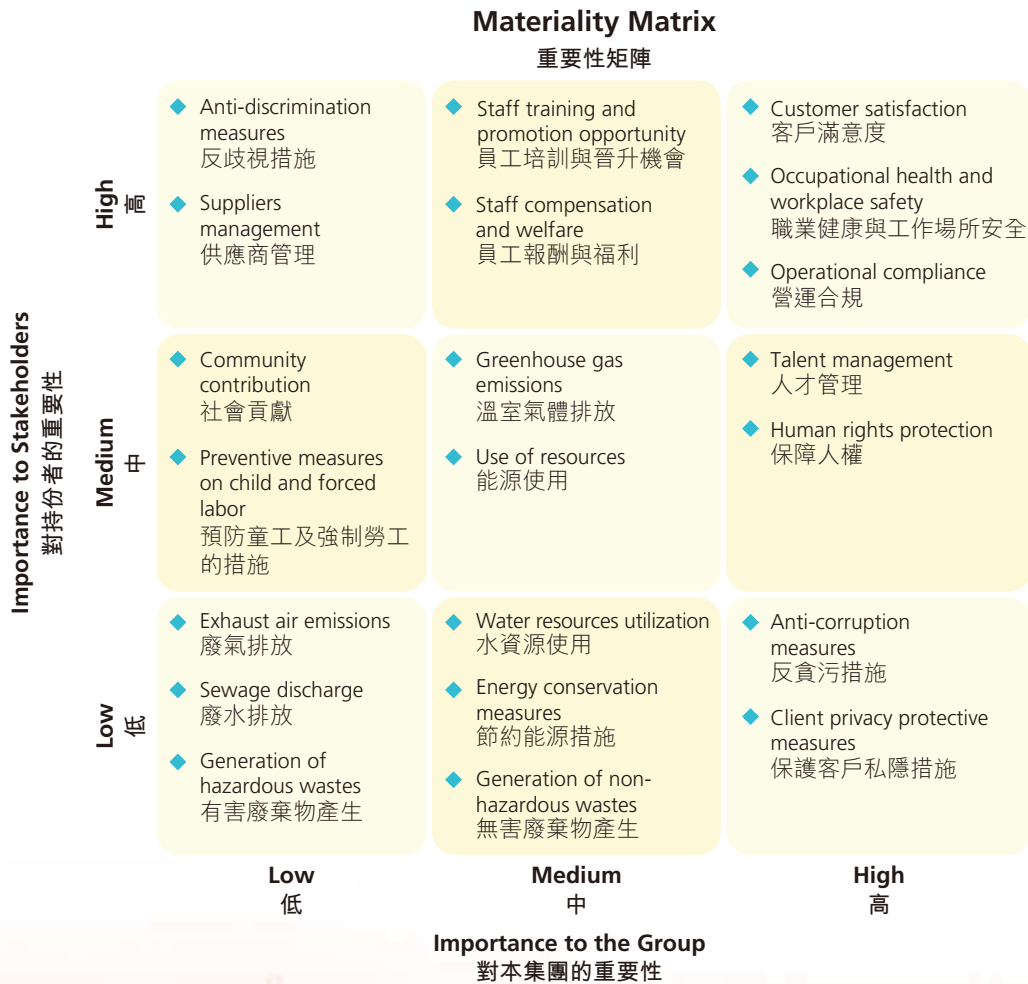 Materiality Matrix
重要性矩陣
Importance to Stakeholders
對持份者的重要性
High
高
Anti-discrimination
measures
反歧視措施
Suppliers
management
供應商管理
Staff training and
promotion opportunity
員工培訓與晉升機會
Staff compensation
and welfare
員工報酬與福利
Customer satisfaction
客戶滿意度
Occupational health and
workplace safety
職業健康與工作場所安全
Operational compliance
營運合規
Medium
中
Community
contribution
社會貢獻
Preventive measures
on child and forced
labor
預防童工及強制勞工
的措施
Greenhouse gas
emissions
溫室氣體排放
Use of resources
能源使用
Talent management
人才管理
Human rights protection
保障人權
Low
低
Exhaust air emissions
廢氣排放
Sewage discharge
廢水排放
Generation of
hazardous wastes
有害廢棄物產生
Water resources utilization
水資源使用
Energy conservation
measures
節約能源措施
Generation of non-
hazardous wastes
無害廢棄物產生
Anti-corruption
measures
反貪污措施
Client privacy protective
measures
保護客戶私隱措施
Low
低
Medium
中
High
高
Importance to the Group
對本集團的重要性